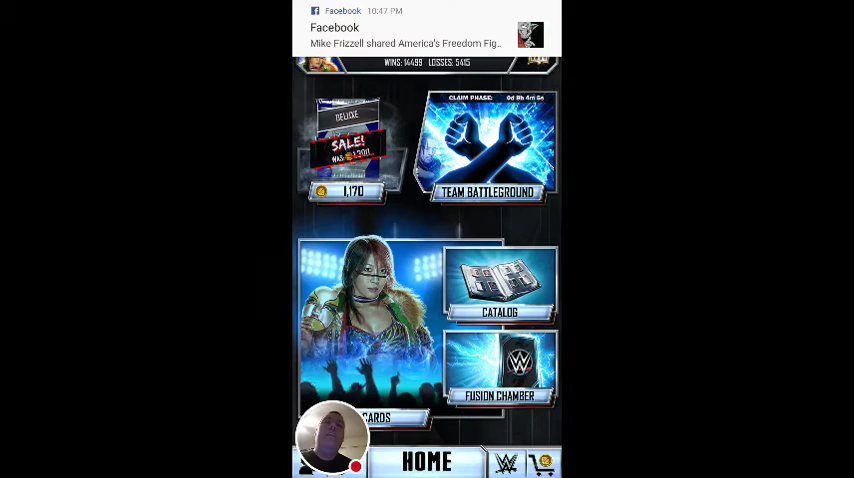 Facebook 10:47 PM
Facebook
Mike Frizzell shared America's Freedom Fig..
WINS: 14499 LOSSES: 5415
CLAIM PHASE:
DELUXE
SALE!
WAS
1,170
TEAM BATTLEGROUND
CATALOG
FUSION CHAMBER
CARDS
HOME